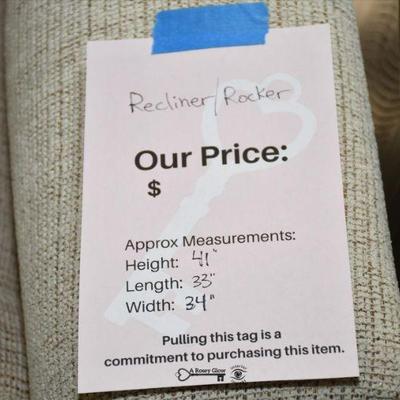 Recliner/Rocker
Our Price:
$
Approx Measurements:
Height: 41"
Length: 33"
Width: 34"
Pulling this tag is a
commitment to purchasing this item.
A Rosey Glow